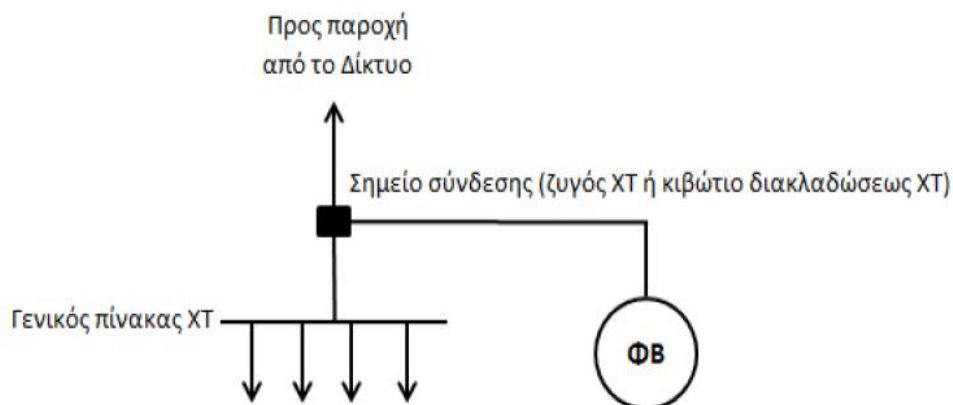 Προς παροχή
από το Δίκτυο
Σημείο σύνδεσης (ζυγός ΧΤ ή κιβώτιο διακλαδώσεως ΧΤ)
Γενικός πίνακας ΧΤ
ΦΒ